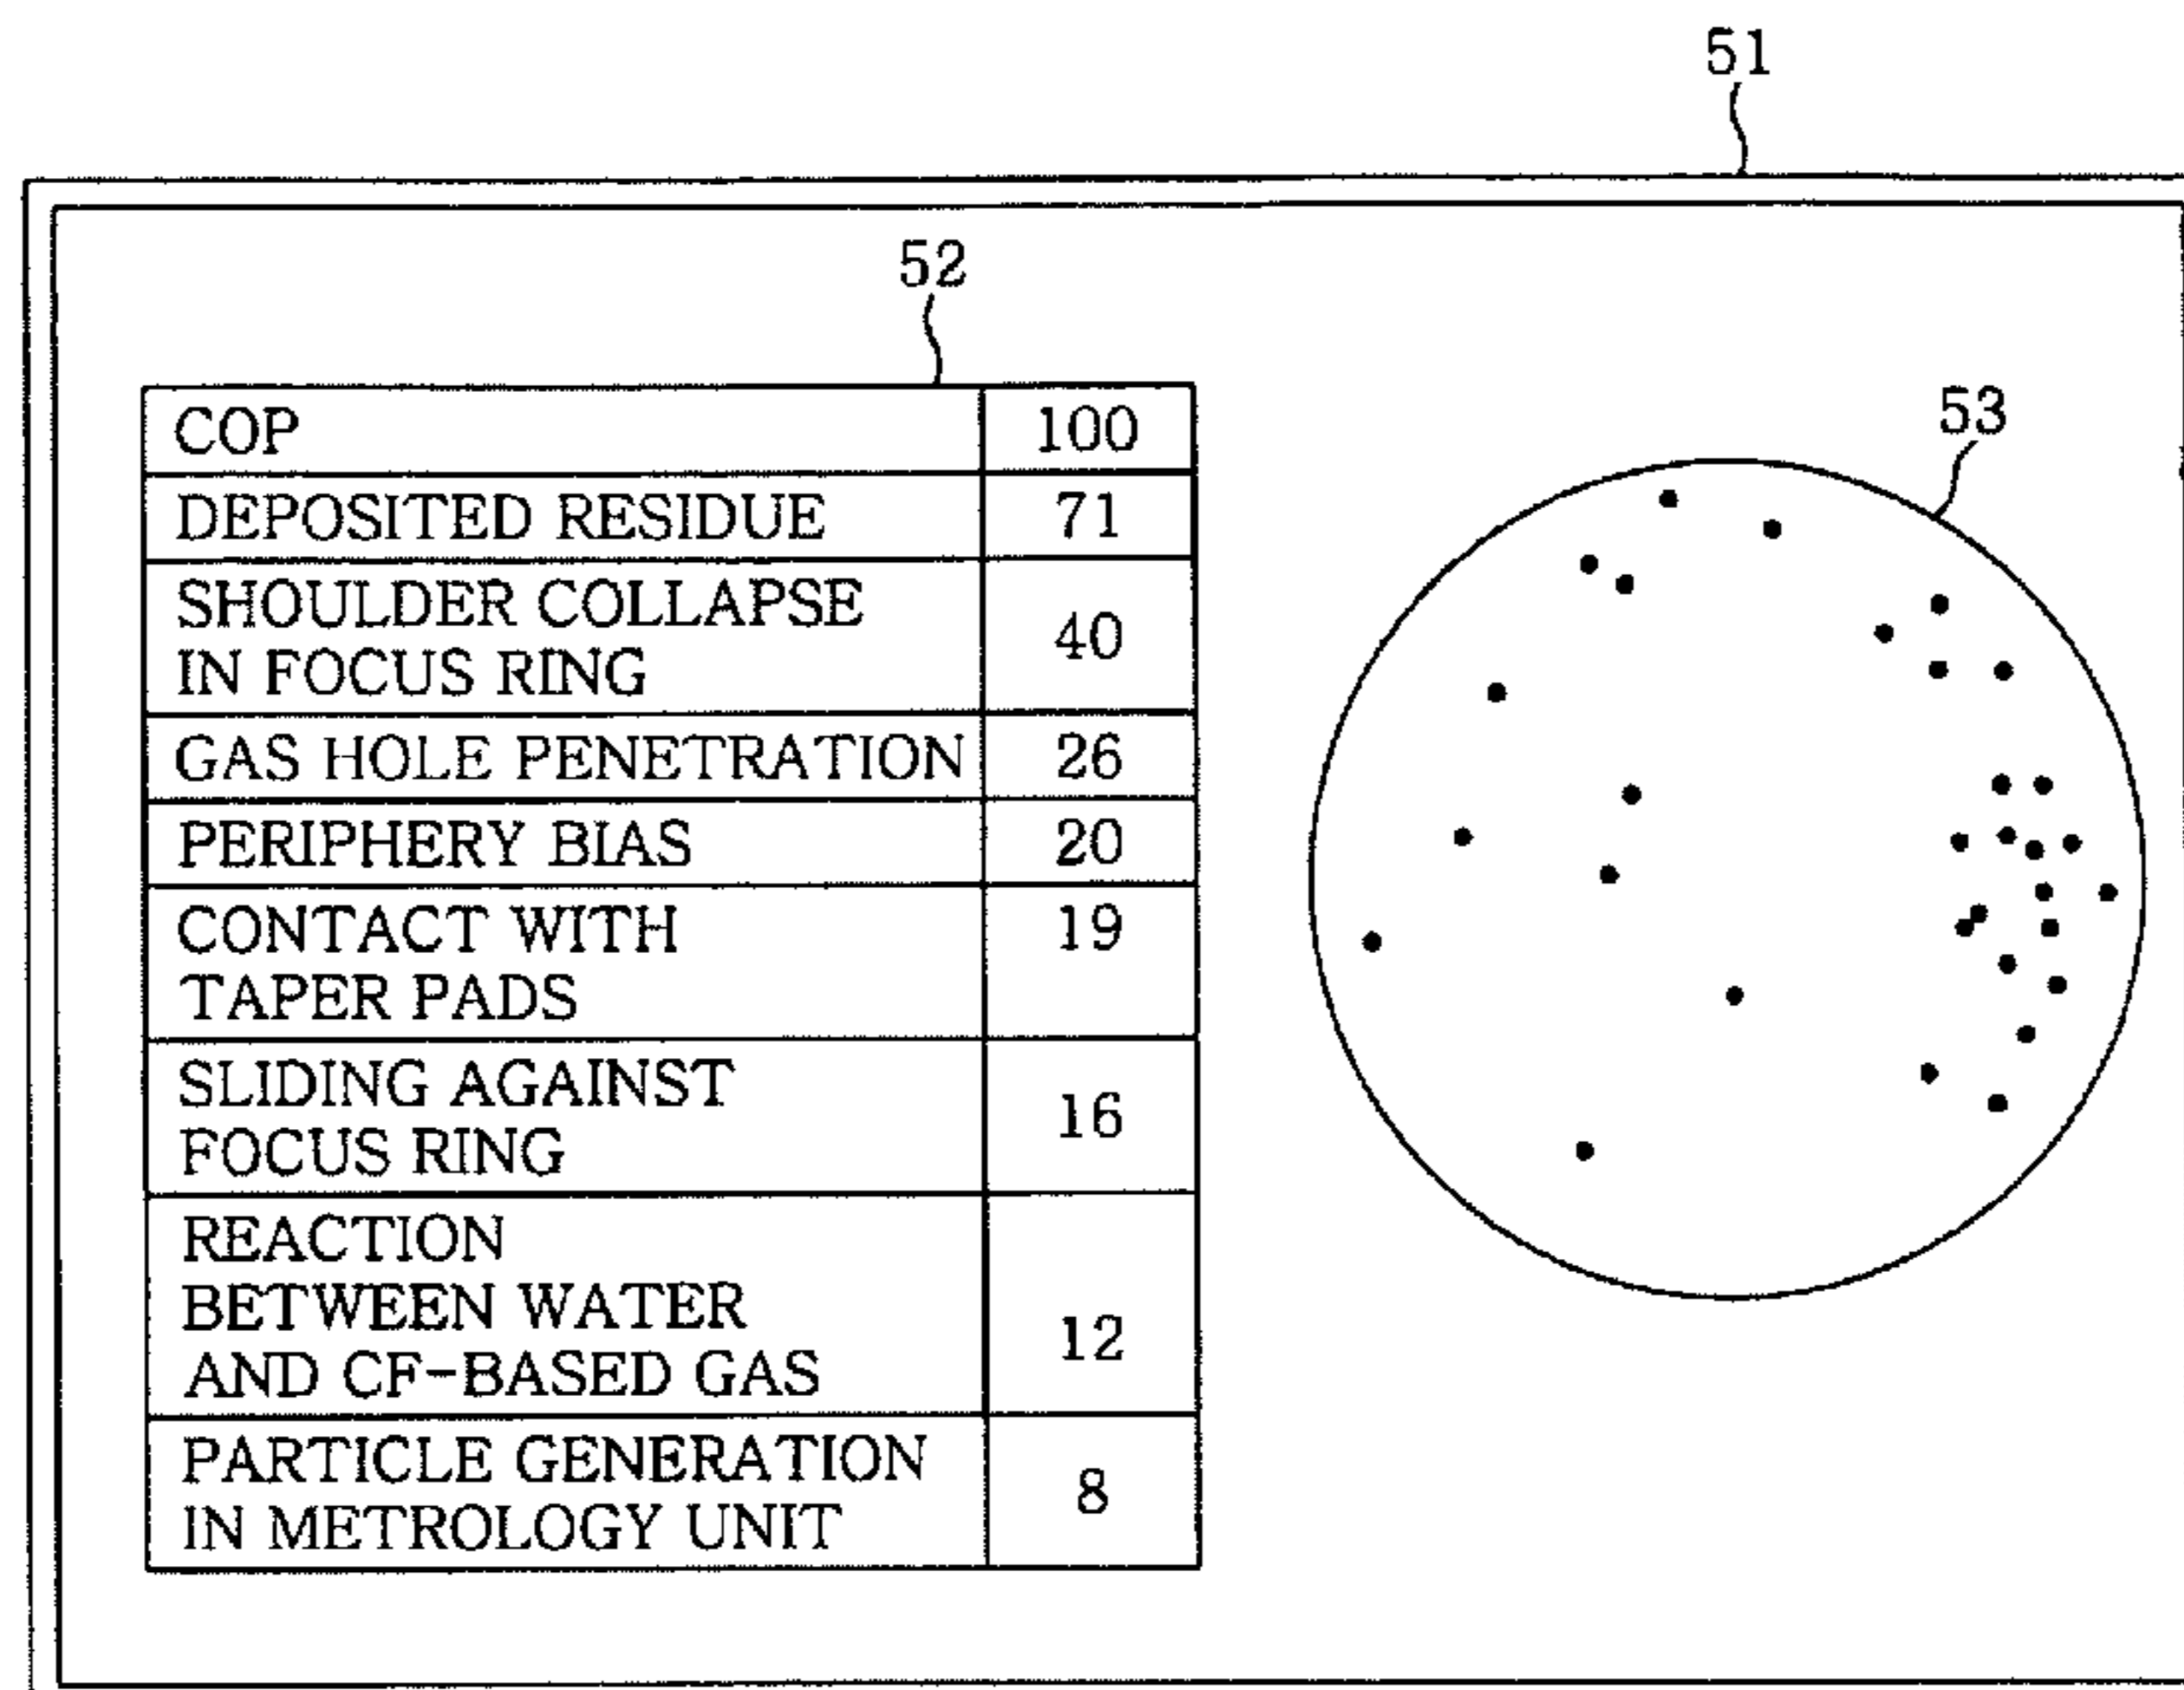 51
52
53
COP 100
DEPOSITED RESIDUE 71
SHOULDER COLLAPSE
IN FOCUS RING 40
GAS HOLE PENETRATION 26
PERIPHERY BIAS 20
CONTACT WITH 19
TAPER PADS
SLIDING AGAINST
FOCUS RING 16
REACTION
BETWEEN WATER
AND CF-BASED GAS 12
PARTICLE GENERATION
IN METROLOGY UNIT 8